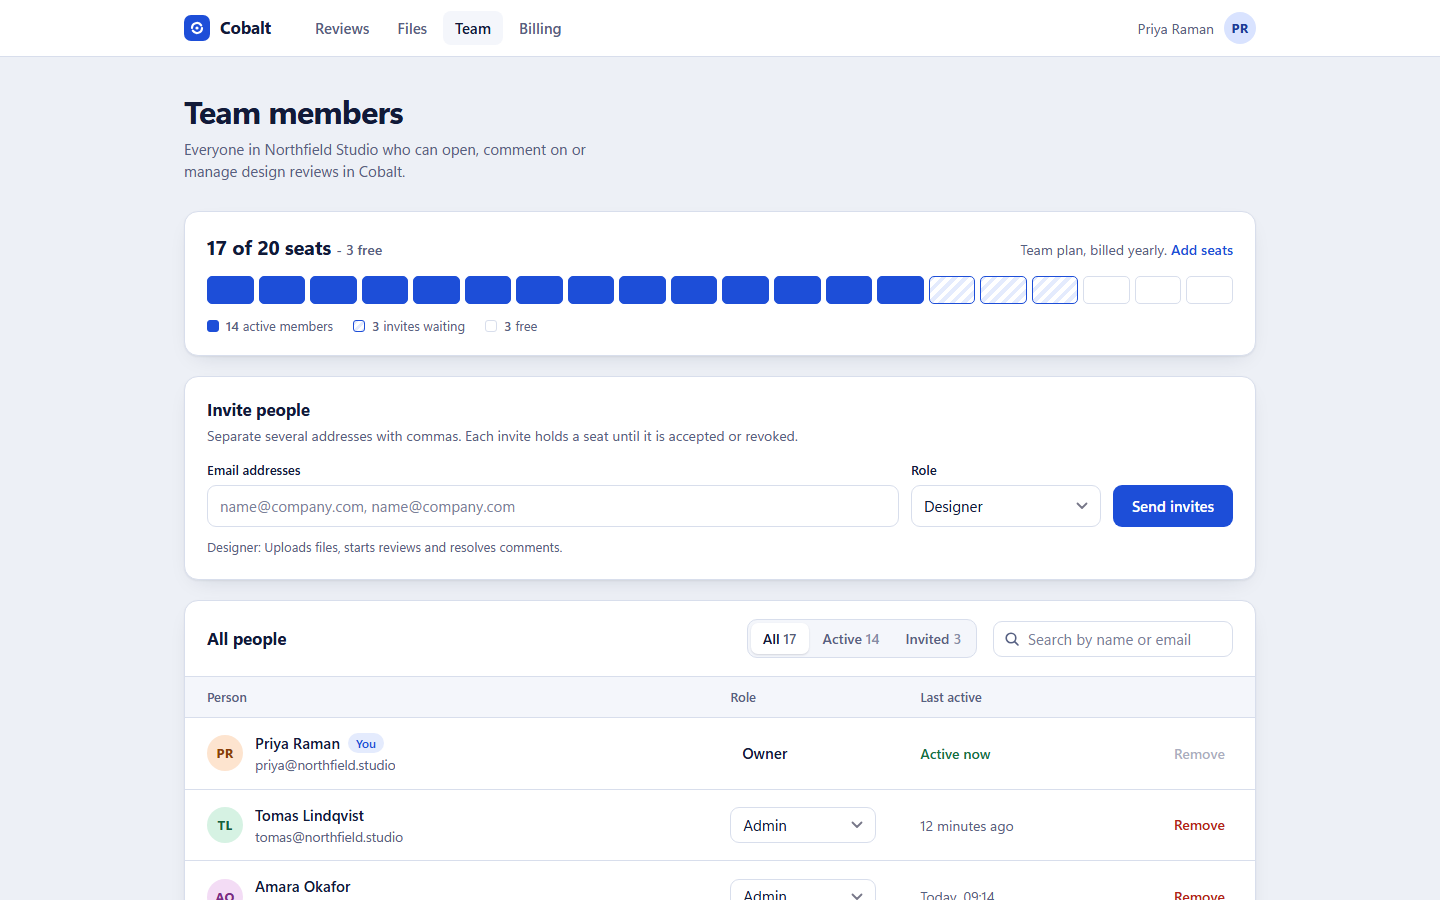 Cobalt
Reviews
Files
Team
Billing
Priya Raman
PR
Team members
Everyone in Northfield Studio who can open, comment on or
manage design reviews in Cobalt.
17 of 20 seats - 3 free
Team plan, billed yearly. Add seats
14 active members
3 invites waiting
3 free
Invite people
Separate several addresses with commas. Each invite holds a seat until it is accepted or revoked.
Email addresses
Role
name@company.com, name@company.com
Designer
Send invites
Designer: Uploads files, starts reviews and resolves comments.
All people
All 17
Active 14
Invited 3
Search by name or email
Person
Role
Last active
PR
Priya Raman
You
priya@northfield.studio
Owner
Active now
Remove
TL
Tomas Lindqvist
tomas@northfield.studio
Admin
12 minutes ago
Remove
AO
Amara Okafor
Admin
Today, 09:14
Remove